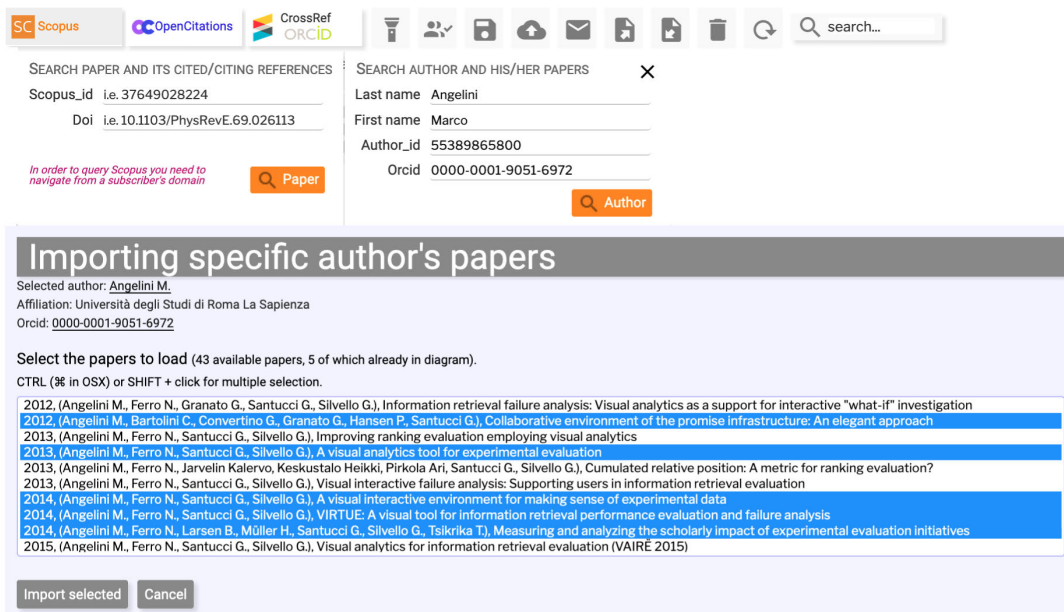 SC Scopus
OpenCitations
CrossRef
ORCID
search...
SEARCH PAPER AND ITS CITED/CITING REFERENCES
Scopus_id i.e. 37649028224
Doi i.e. 10.1103/PhysRevE.69.026113
In order to query Scopus you need to
navigate from a subscriber's domain
Paper
SEARCH AUTHOR AND HIS/HER PAPERS
Last name Angelini
First name Marco
Author_id 55389865800
Orcid 0000-0001-9051-6972
Author
Importing specific author's papers
Selected author: Angelini M.
Affiliation: Università degli Studi di Roma La Sapienza
Orcid: 0000-0001-9051-6972
Select the papers to load (43 available papers, 5 of which already in diagram).
CTRL (⌘ in OSX) or SHIFT + click for multiple selection.
2012, (Angelini M., Ferro N., Granato G., Santucci G., Silvello G.), Information retrieval failure analysis: Visual analytics as a support for interactive "what-if" investigation
2012, (Angelini M., Bartolini C., Convertino G., Granato G., Hansen P., Santucci G.), Collaborative environment of the promise infrastructure: An elegant approach
2013, (Angelini M., Ferro N., Santucci G., Silvello G.), Improving ranking evaluation employing visual analytics
2013, (Angelini M., Ferro N., Santucci G., Silvello G.), A visual analytics tool for experimental evaluation
2013, (Angelini M., Ferro N., Jarvelin Kalervo, Keskustalo Heikki, Pirkola Ari, Santucci G., Silvello G.), Cumulated relative position: A metric for ranking evaluation?
2013, (Angelini M., Ferro N., Santucci G., Silvello G.), Visual interactive failure analysis: Supporting users in information retrieval evaluation
2014, (Angelini M., Ferro N., Santucci G., Silvello G.), A visual interactive environment for making sense of experimental data
2014, (Angelini M., Ferro N., Santucci G., Silvello G.), VIRTUE: A visual tool for information retrieval performance evaluation and failure analysis
2014, (Angelini M., Ferro N., Larsen B., Müller H., Santucci G., Silvello G., Tsikrika T.), Measuring and analyzing the scholarly impact of experimental evaluation initiatives
2015, (Angelini M., Ferro N., Santucci G., Silvello G.), Visual analytics for information retrieval evaluation (VAIRË 2015)
Import selected
Cancel